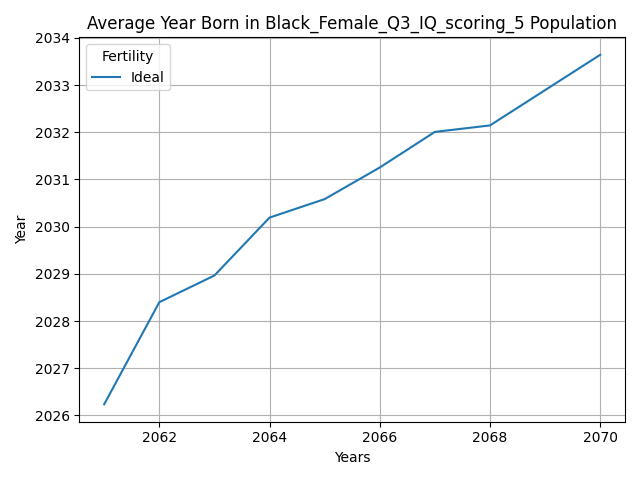 Average Year Born in Black_Female_Q3_IQ_scoring_5 Population
2034
2033
2032
2031
2030
2029
2028
2027
2026
Year
Fertility
Ideal
2062 2064 2066 2068 2070
Years